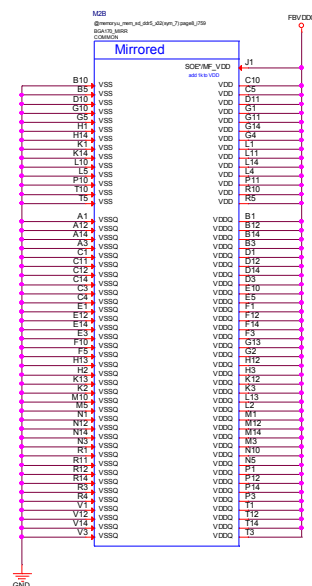 M2B
FBVDDQ
@memoryu_mem_sd_ddr5_x32(sym_7):page8_i759
BGA170_MIRR
COMMON
Mirrored
SOE*/MF_VDD J1
add 1k to VDD
B10 VSS VDD C10
B5 VSS VDD C5
D10 VSS VDD D11
G10 VSS VDD G1
G5 VSS VDD G11
H1 VSS VDD G14
H14 VSS VDD G4
K1 VSS VDD L1
K14 VSS VDD L11
L10 VSS VDD L14
L5 VSS VDD L4
P10 VSS VDD P11
T10 VSS VDD R10
T5 VSS VDD R5
A1 VSSQ VDDQ B1
A12 VSSQ VDDQ B12
A14 VSSQ VDDQ B14
A3 VSSQ VDDQ B3
C1 VSSQ VDDQ D1
C11 VSSQ VDDQ D12
C12 VSSQ VDDQ D14
C14 VSSQ VDDQ D3
C3 VSSQ VDDQ E10
C4 VSSQ VDDQ E5
E1 VSSQ VDDQ F1
E12 VSSQ VDDQ F12
E14 VSSQ VDDQ F14
E3 VSSQ VDDQ F3
F10 VSSQ VDDQ G13
F5 VSSQ VDDQ G2
H13 VSSQ VDDQ H12
H2 VSSQ VDDQ H3
K13 VSSQ VDDQ K12
K2 VSSQ VDDQ K3
M10 VSSQ VDDQ L13
M5 VSSQ VDDQ L2
N1 VSSQ VDDQ M1
N12 VSSQ VDDQ M12
N14 VSSQ VDDQ M14
N3 VSSQ VDDQ M3
R1 VSSQ VDDQ N10
R11 VSSQ VDDQ N5
R12 VSSQ VDDQ P1
R14 VSSQ VDDQ P12
R3 VSSQ VDDQ P14
R4 VSSQ VDDQ P3
V1 VSSQ VDDQ T1
V12 VSSQ VDDQ T12
V14 VSSQ VDDQ T14
V3 VSSQ VDDQ T3
GND